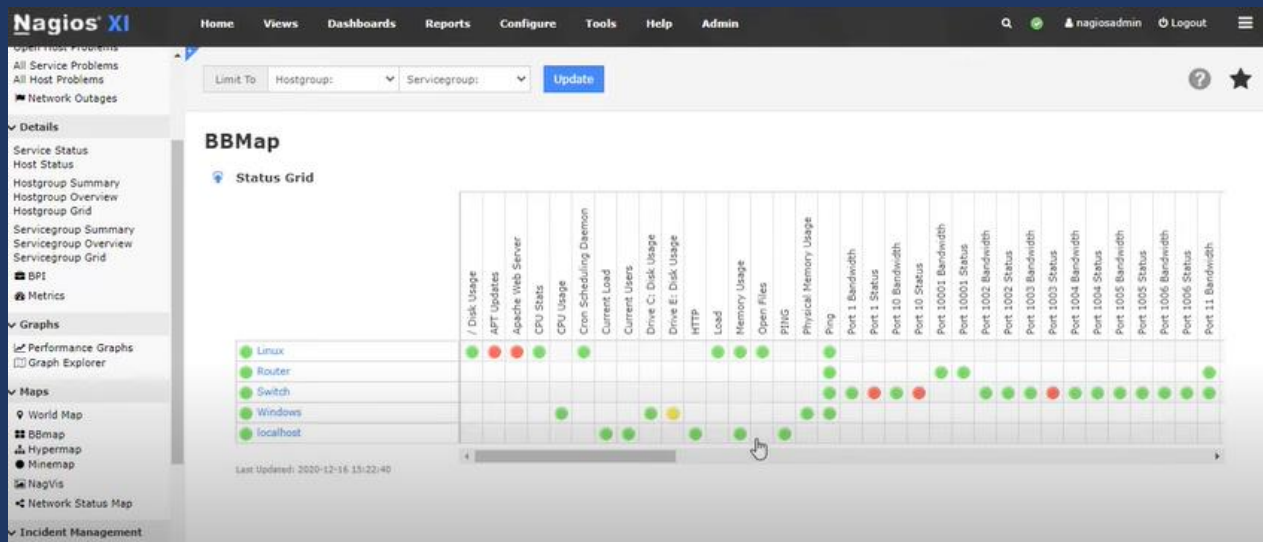 Nagios® XI
Home Views Dashboards Reports Configure Tools Help Admin
nagiosadmin Logout
Open Host Problems
All Service Problems
All Host Problems
Network Outages
Details
Service Status
Host Status
Hostgroup Summary
Hostgroup Overview
Hostgroup Grid
Servicegroup Summary
Servicegroup Overview
Servicegroup Grid
BPI
Metrics
Graphs
Performance Graphs
Graph Explorer
Maps
World Map
BBmap
Hypermap
Minemap
NagVis
Network Status Map
Incident Management
Limit To Hostgroup: Servicegroup: Update
BBMap
Status Grid
/ Disk Usage
APT Updates
Apache Web Server
CPU Stats
CPU Usage
Cron Scheduling Daemon
Current Load
Current Users
Drive C: Disk Usage
Drive E: Disk Usage
HTTP
Load
Memory Usage
Open Files
PING
Physical Memory Usage
Ping
Port 1 Bandwidth
Port 1 Status
Port 10 Bandwidth
Port 10 Status
Port 10001 Bandwidth
Port 10001 Status
Port 1002 Bandwidth
Port 1002 Status
Port 1003 Bandwidth
Port 1003 Status
Port 1004 Bandwidth
Port 1004 Status
Port 1005 Bandwidth
Port 1005 Status
Port 1006 Bandwidth
Port 1006 Status
Port 11 Bandwidth
Linux
Router
Switch
Windows
localhost
Last Updated: 2020-12-16 15:22:40